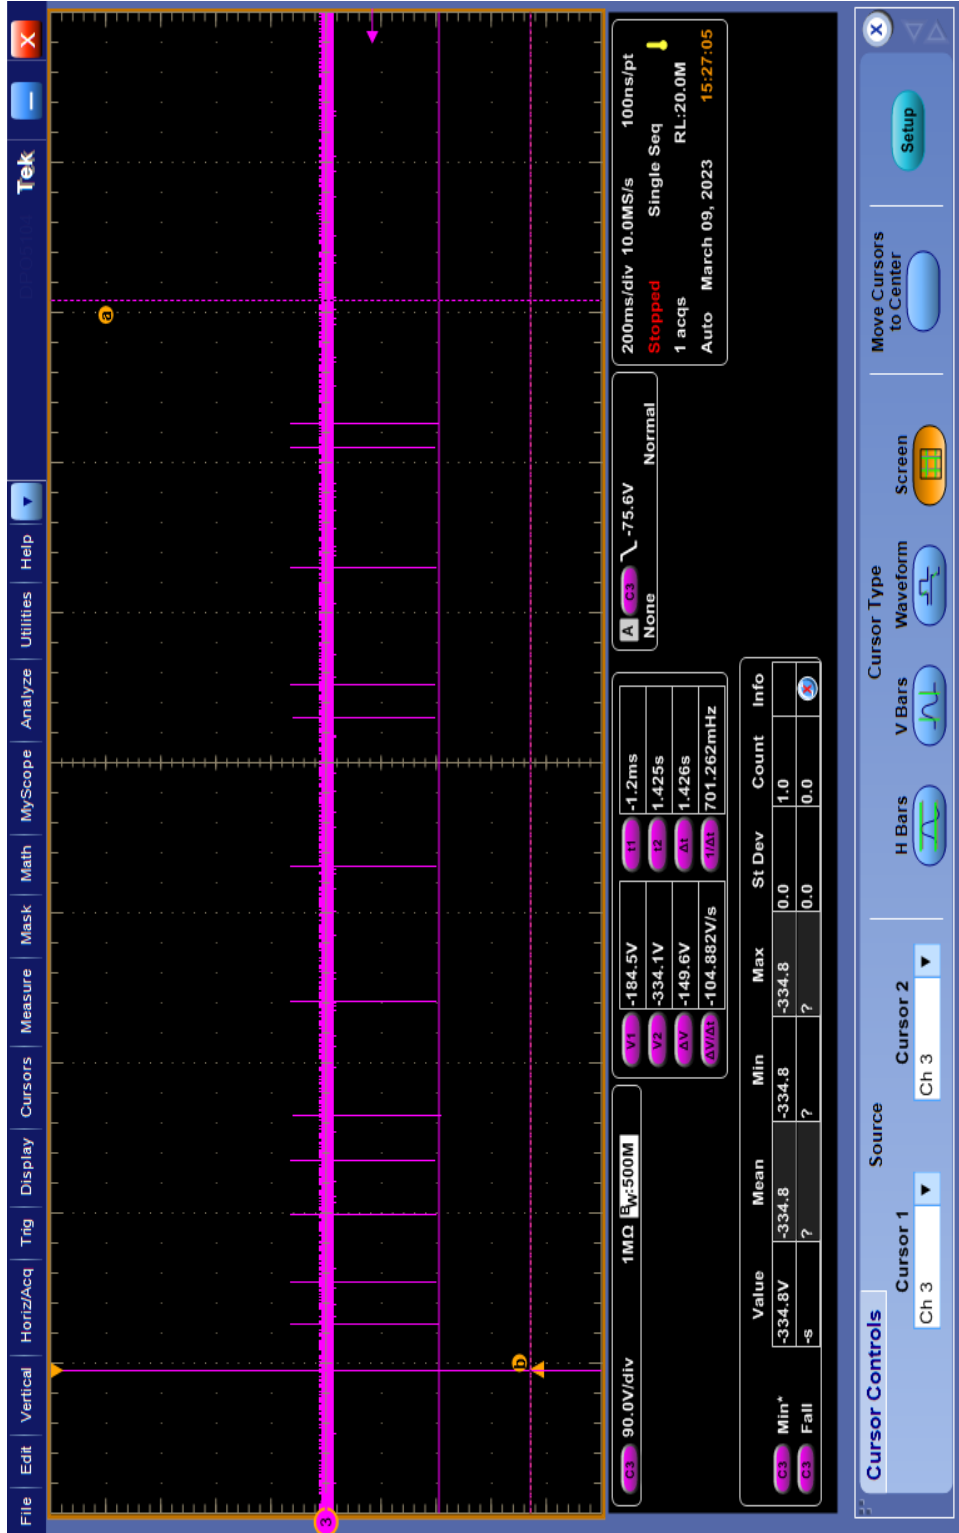 File Edit Vertical Horiz/Acq Trig Display Cursors Measure Mask Math MyScope Analyze Utilities Help Tek
a
b
3
C3 90.0V/div 1MΩ BW:500M
V1 -184.5V t1 -1.2ms
V2 -334.1V t2 1.425s
ΔV -149.6V Δt 1.426s
ΔV/Δt -104.882V/s 1/Δt 701.262mHz
A C3 -75.6V
None Normal
200ms/div 10.0MS/s 100ns/pt
Stopped Single Seq
1 acqs RL:20.0M
Auto March 09, 2023 15:27:05
Value Mean Min Max St Dev Count Info
C3 Min* -334.8V -334.8 -334.8 -334.8 0.0 1.0
C3 Fall -s ? ? ? 0.0 0.0
Cursor Controls
Source
Cursor 1 Cursor 2
Ch 3 Ch 3
Cursor Type
H Bars V Bars Waveform Screen
Move Cursors
to Center
Setup